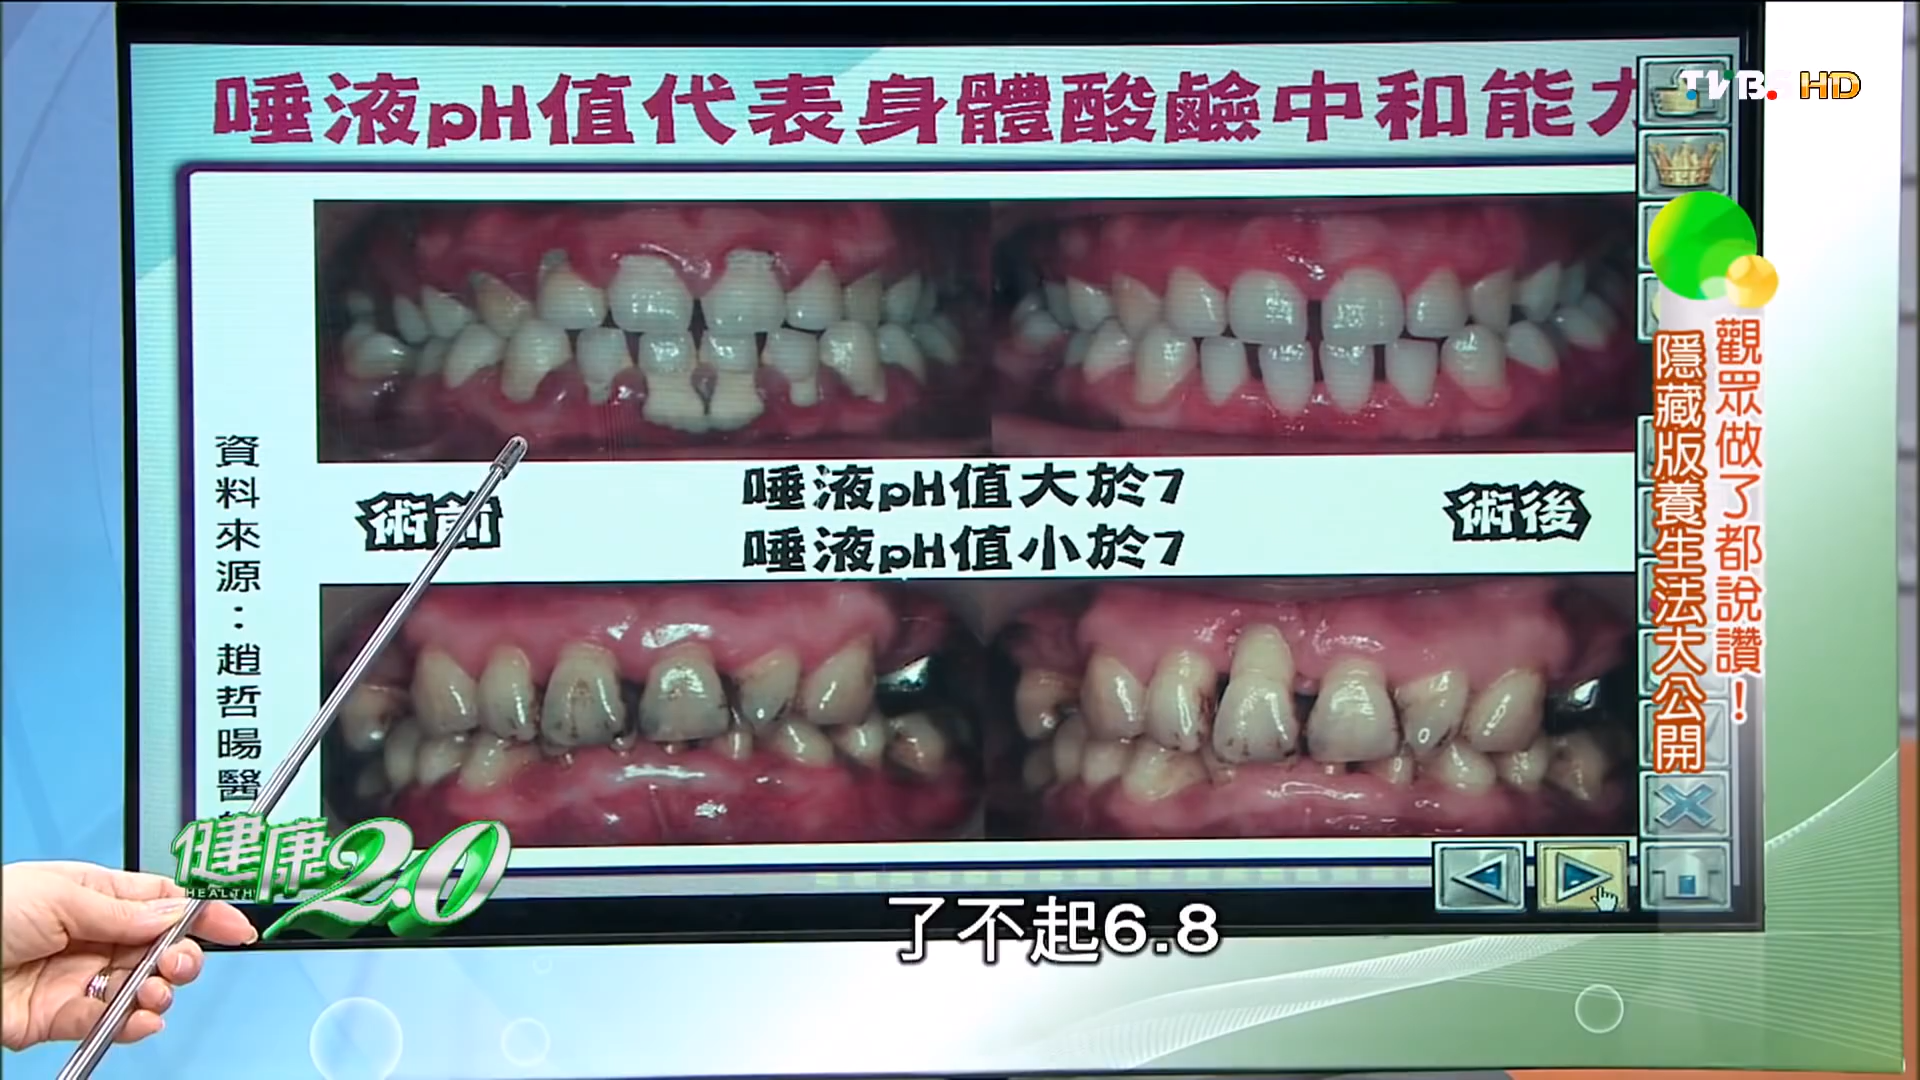 唾液pH值代表身體酸鹼中和能力
TVBS HD
觀眾做了都說讚！
隱藏版養生法大公開
資料來源：趙哲暘醫
術前
唾液pH值大於7
唾液pH值小於7
術後
健康2.0
HEALTH
了不起6.8